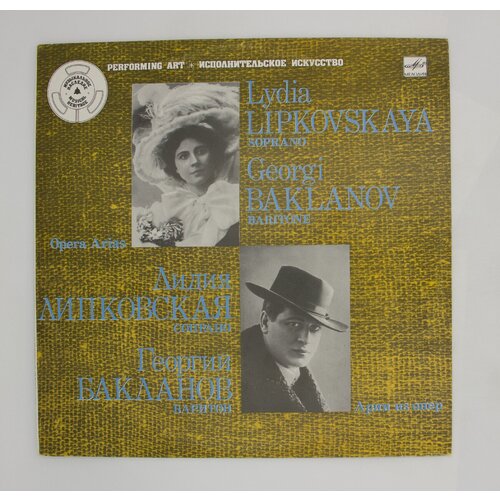 PERFORMING ART • ИСПОЛНИТЕЛЬСКОЕ ИСКУССТВО
МЕЛОДИЯ
Lydia
LIPKOVSKAYA
SOPRANO
Georgi
BAKLANOV
BARITONE
Opera Arias
Лидия
ЛИПКОВСКАЯ
СОПРАНО
Георгий
БАКЛАНОВ
БАРИТОН
Арии из опер